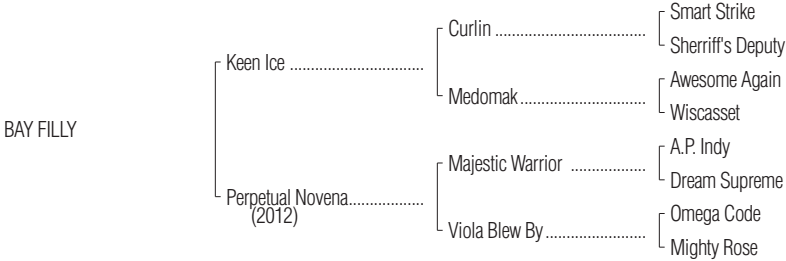 Smart Strike
Curlin ....................................
Sherriff's Deputy
Keen Ice ................................
Awesome Again
Medomak..............................
Wiscasset
BAY FILLY
A.P. Indy
Majestic Warrior ..................
Dream Supreme
Perpetual Novena..................
(2012)
Omega Code
Viola Blew By ........................
Mighty Rose